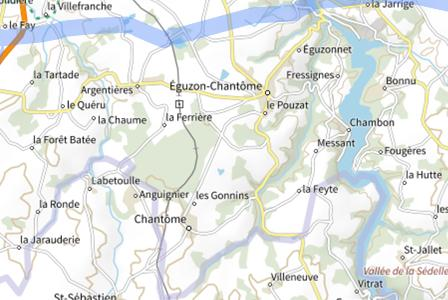 la Villefranche
la Jarrige
le Fay
Éguzonnet
la Tartade
Fressignes
Argentières
Éguzon-Chantôme
Bonnu
le Quéru
le Pouzat
la Chaume
la Ferrière
Chambon
la Forêt Batée
Messant
Fougères
Labetoulle
la Hutte
Anguignier
les Gonnins
la Feyte
la Ronde
Chantôme
les
la Jarauderie
St-Jallet
Vallée de la Sédelle
Villeneuve
Vitrat
St-Sébastien